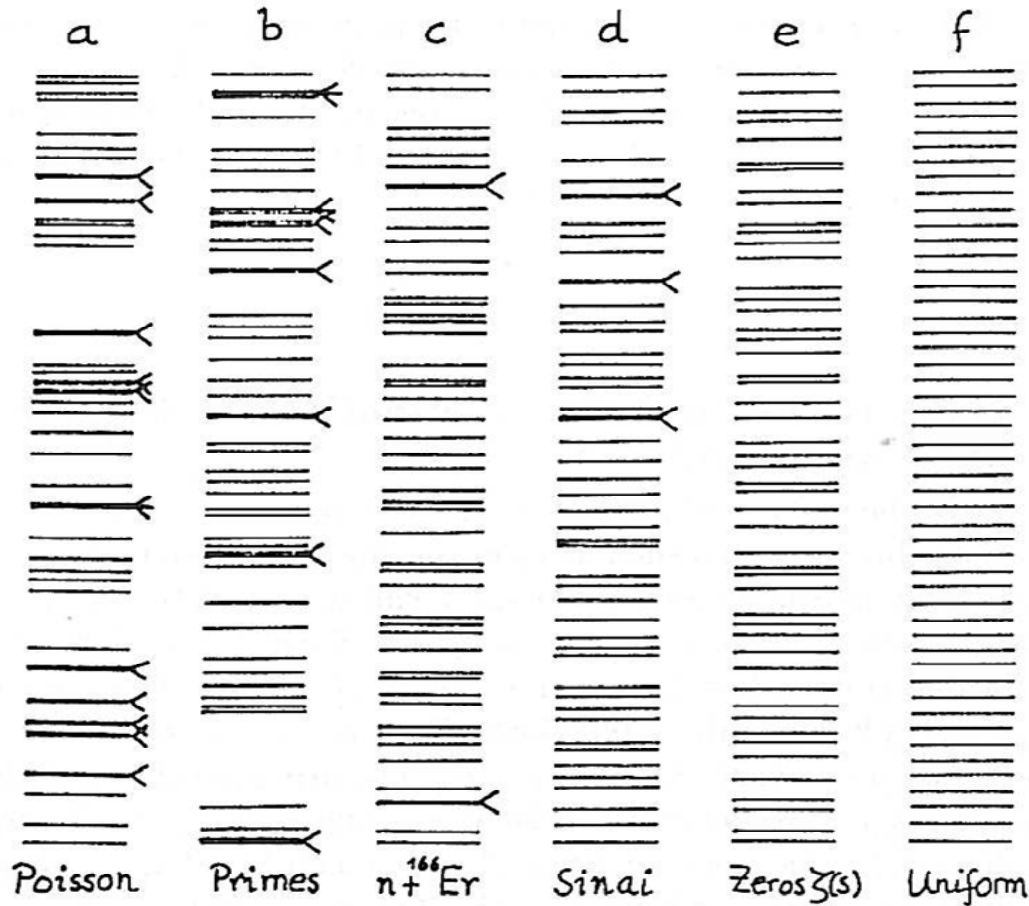 a b c d e f
Poisson Primes n+¹⁶⁶Er Sinai Zeros ζ(s) Uniform